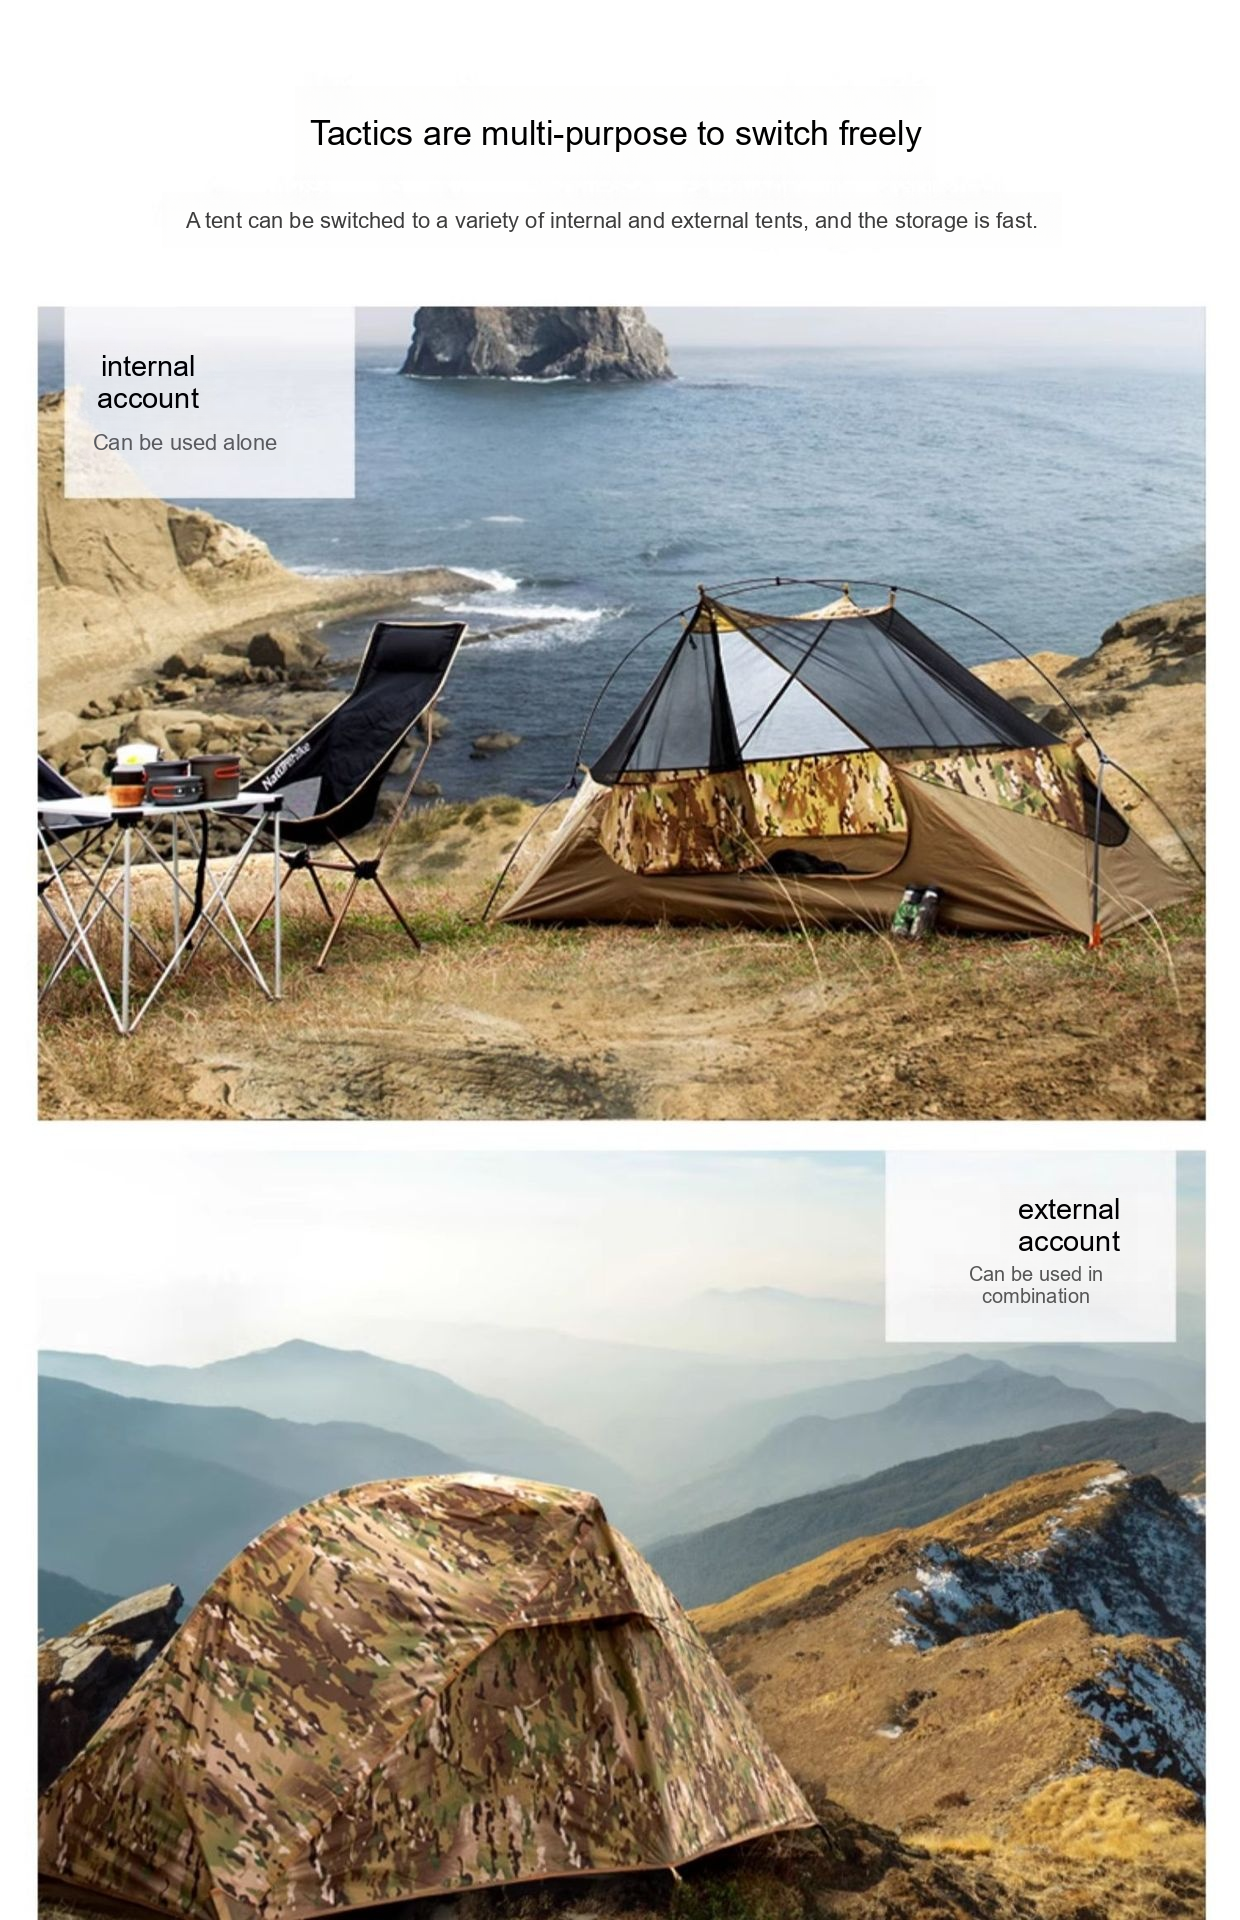 Tactics are multi-purpose to switch freely
A tent can be switched to a variety of internal and external tents, and the storage is fast.
internal
account
Can be used alone
Naturehike
external
account
Can be used in
combination